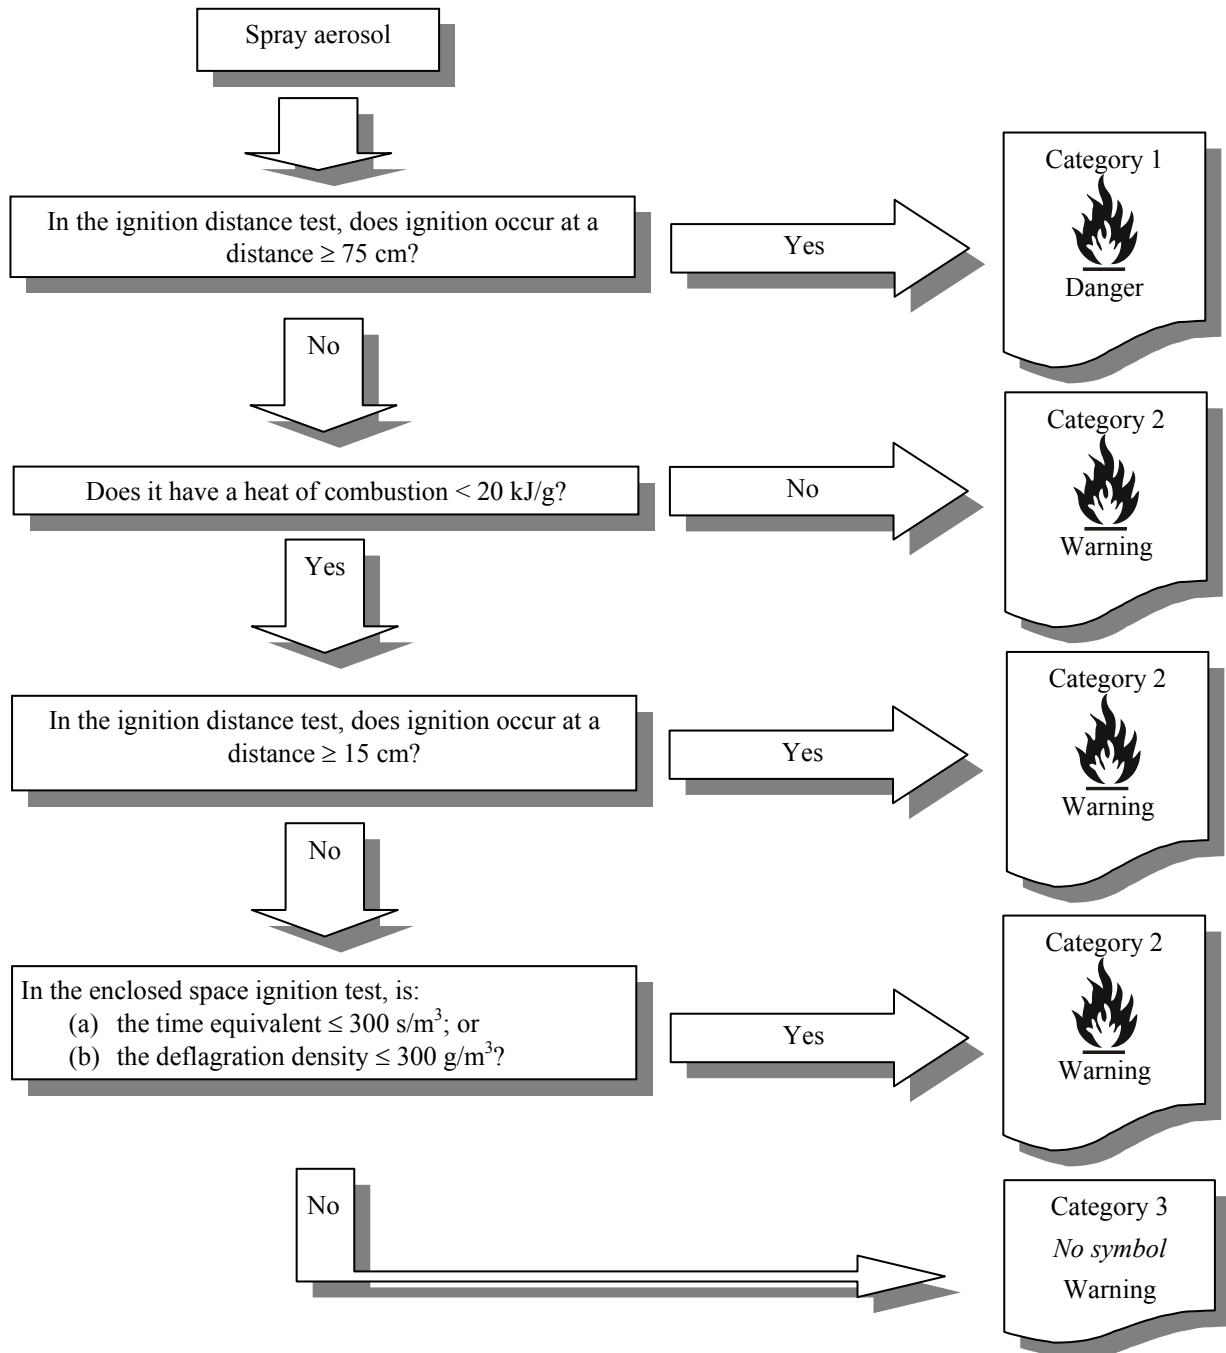 Spray aerosol
In the ignition distance test, does ignition occur at a
distance ≥ 75 cm?
Yes
Category 1
Danger
No
Does it have a heat of combustion < 20 kJ/g?
No
Category 2
Warning
Yes
In the ignition distance test, does ignition occur at a
distance ≥ 15 cm?
Yes
Category 2
Warning
No
In the enclosed space ignition test, is:
(a) the time equivalent ≤ 300 s/m³; or
(b) the deflagration density ≤ 300 g/m³?
Yes
Category 2
Warning
No
Category 3
No symbol
Warning